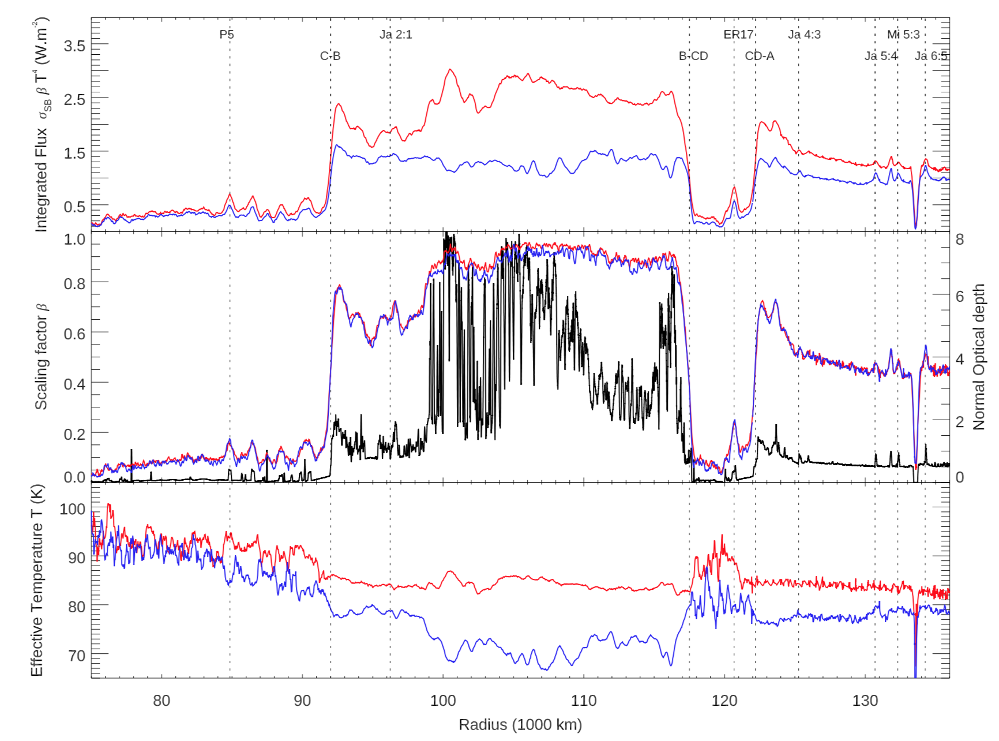 P5 ER17 Ja 4:3 Mi 5:3
Ja 2:1
C-B B-CD CD-A Ja 5:4 Ja 6:5
Integrated Flux σSB β T⁴ (W.m⁻²)
3.5
2.5
1.5
0.5
Scaling factor β
1.0
0.8
0.6
0.4
0.2
0.0
8
6
4
2
0
Normal Optical depth
Effective Temperature T (K)
100
90
80
70
80 90 100 110 120 130
Radius (1000 km)